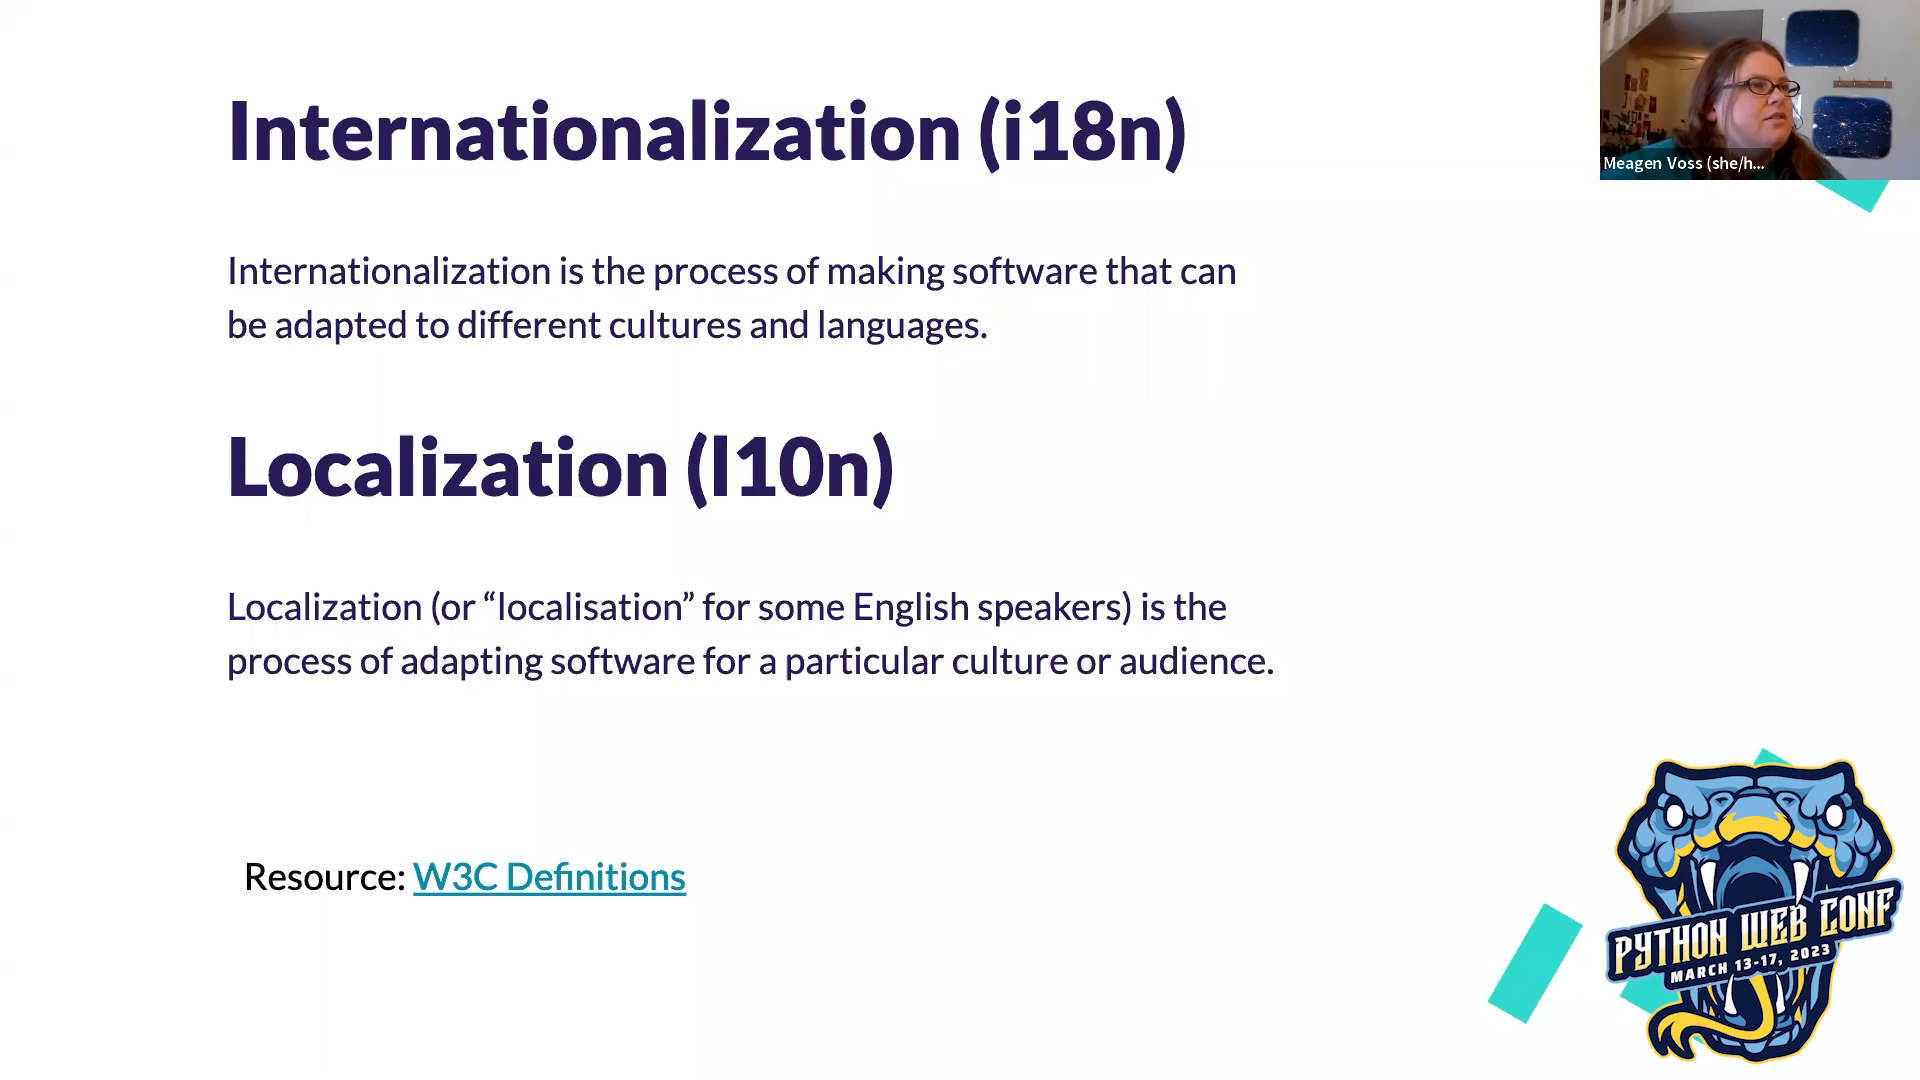 Internationalization (i18n)
Internationalization is the process of making software that can
be adapted to different cultures and languages.
Localization (l10n)
Localization (or “localisation” for some English speakers) is the
process of adapting software for a particular culture or audience.
Resource: W3C Definitions
Meagen Voss (she/h...
PYTHON WEB CONF
MARCH 13-17, 2023